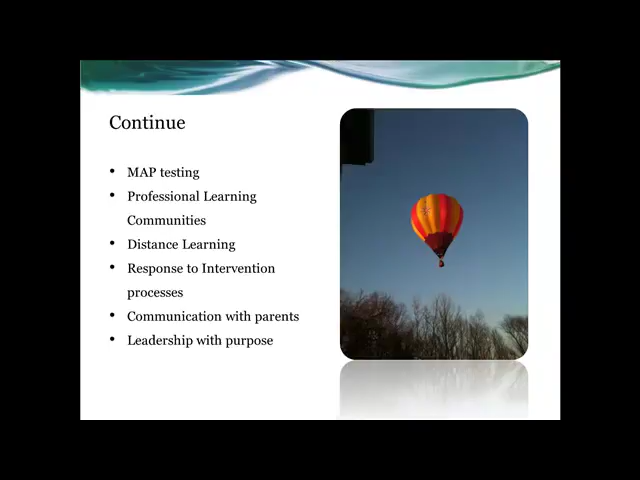 Continue
• MAP testing
• Professional Learning
Communities
• Distance Learning
• Response to Intervention
processes
• Communication with parents
• Leadership with purpose